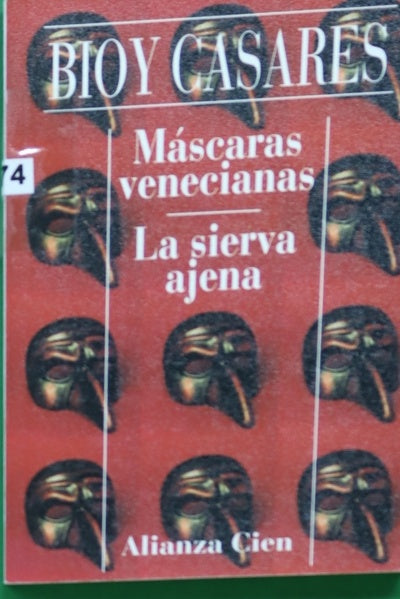 BIOY CASARES
Máscaras
venecianas
74
La sierva
ajena
Alianza Cien